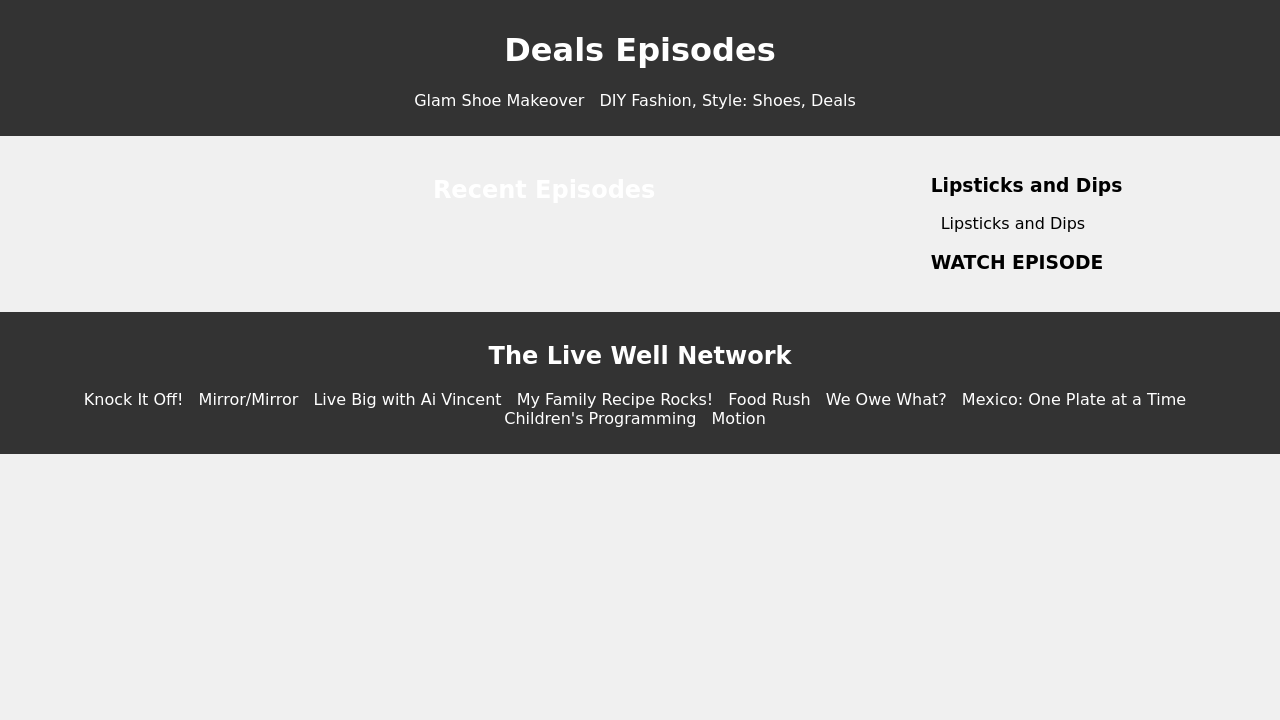 Deals Episodes
Glam Shoe Makeover DIY Fashion, Style: Shoes, Deals
Recent Episodes
Lipsticks and Dips
Lipsticks and Dips
WATCH EPISODE
The Live Well Network
Knock It Off! Mirror/Mirror Live Big with Ai Vincent My Family Recipe Rocks! Food Rush We Owe What? Mexico: One Plate at a Time
Children's Programming Motion